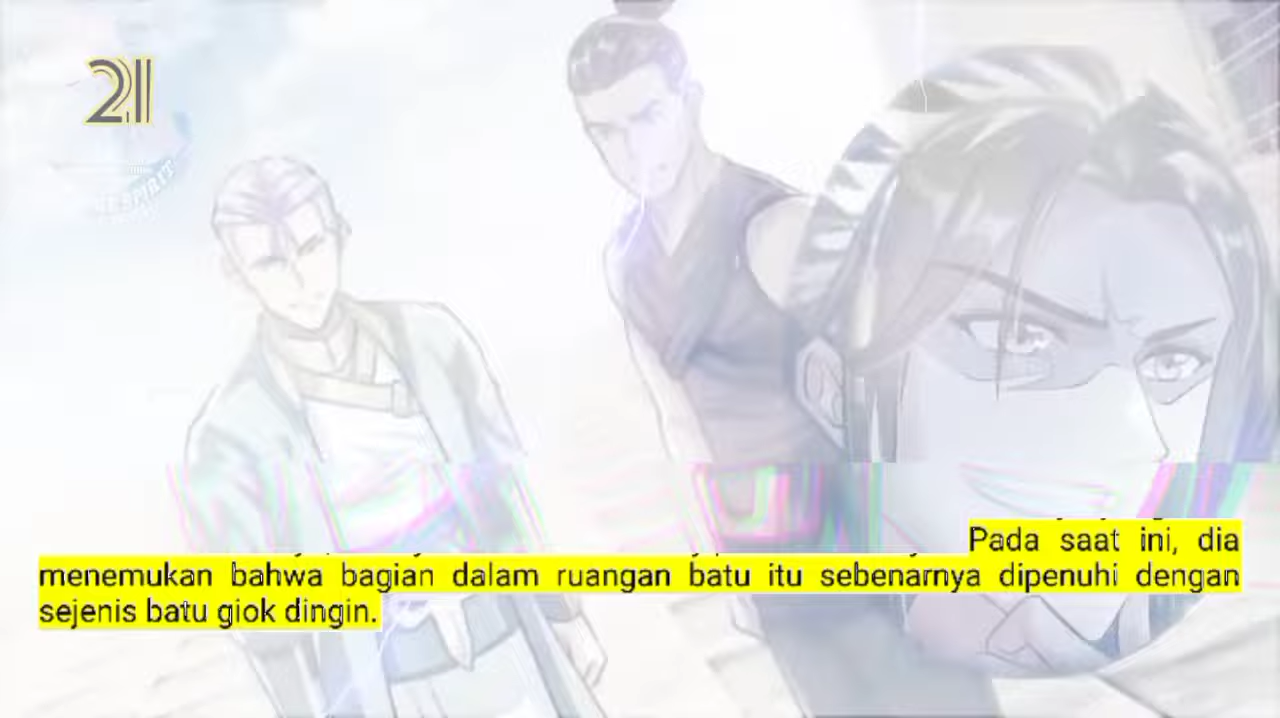 21
Pada saat ini, dia
menemukan bahwa bagian dalam ruangan batu itu sebenarnya dipenuhi dengan
sejenis batu giok dingin.